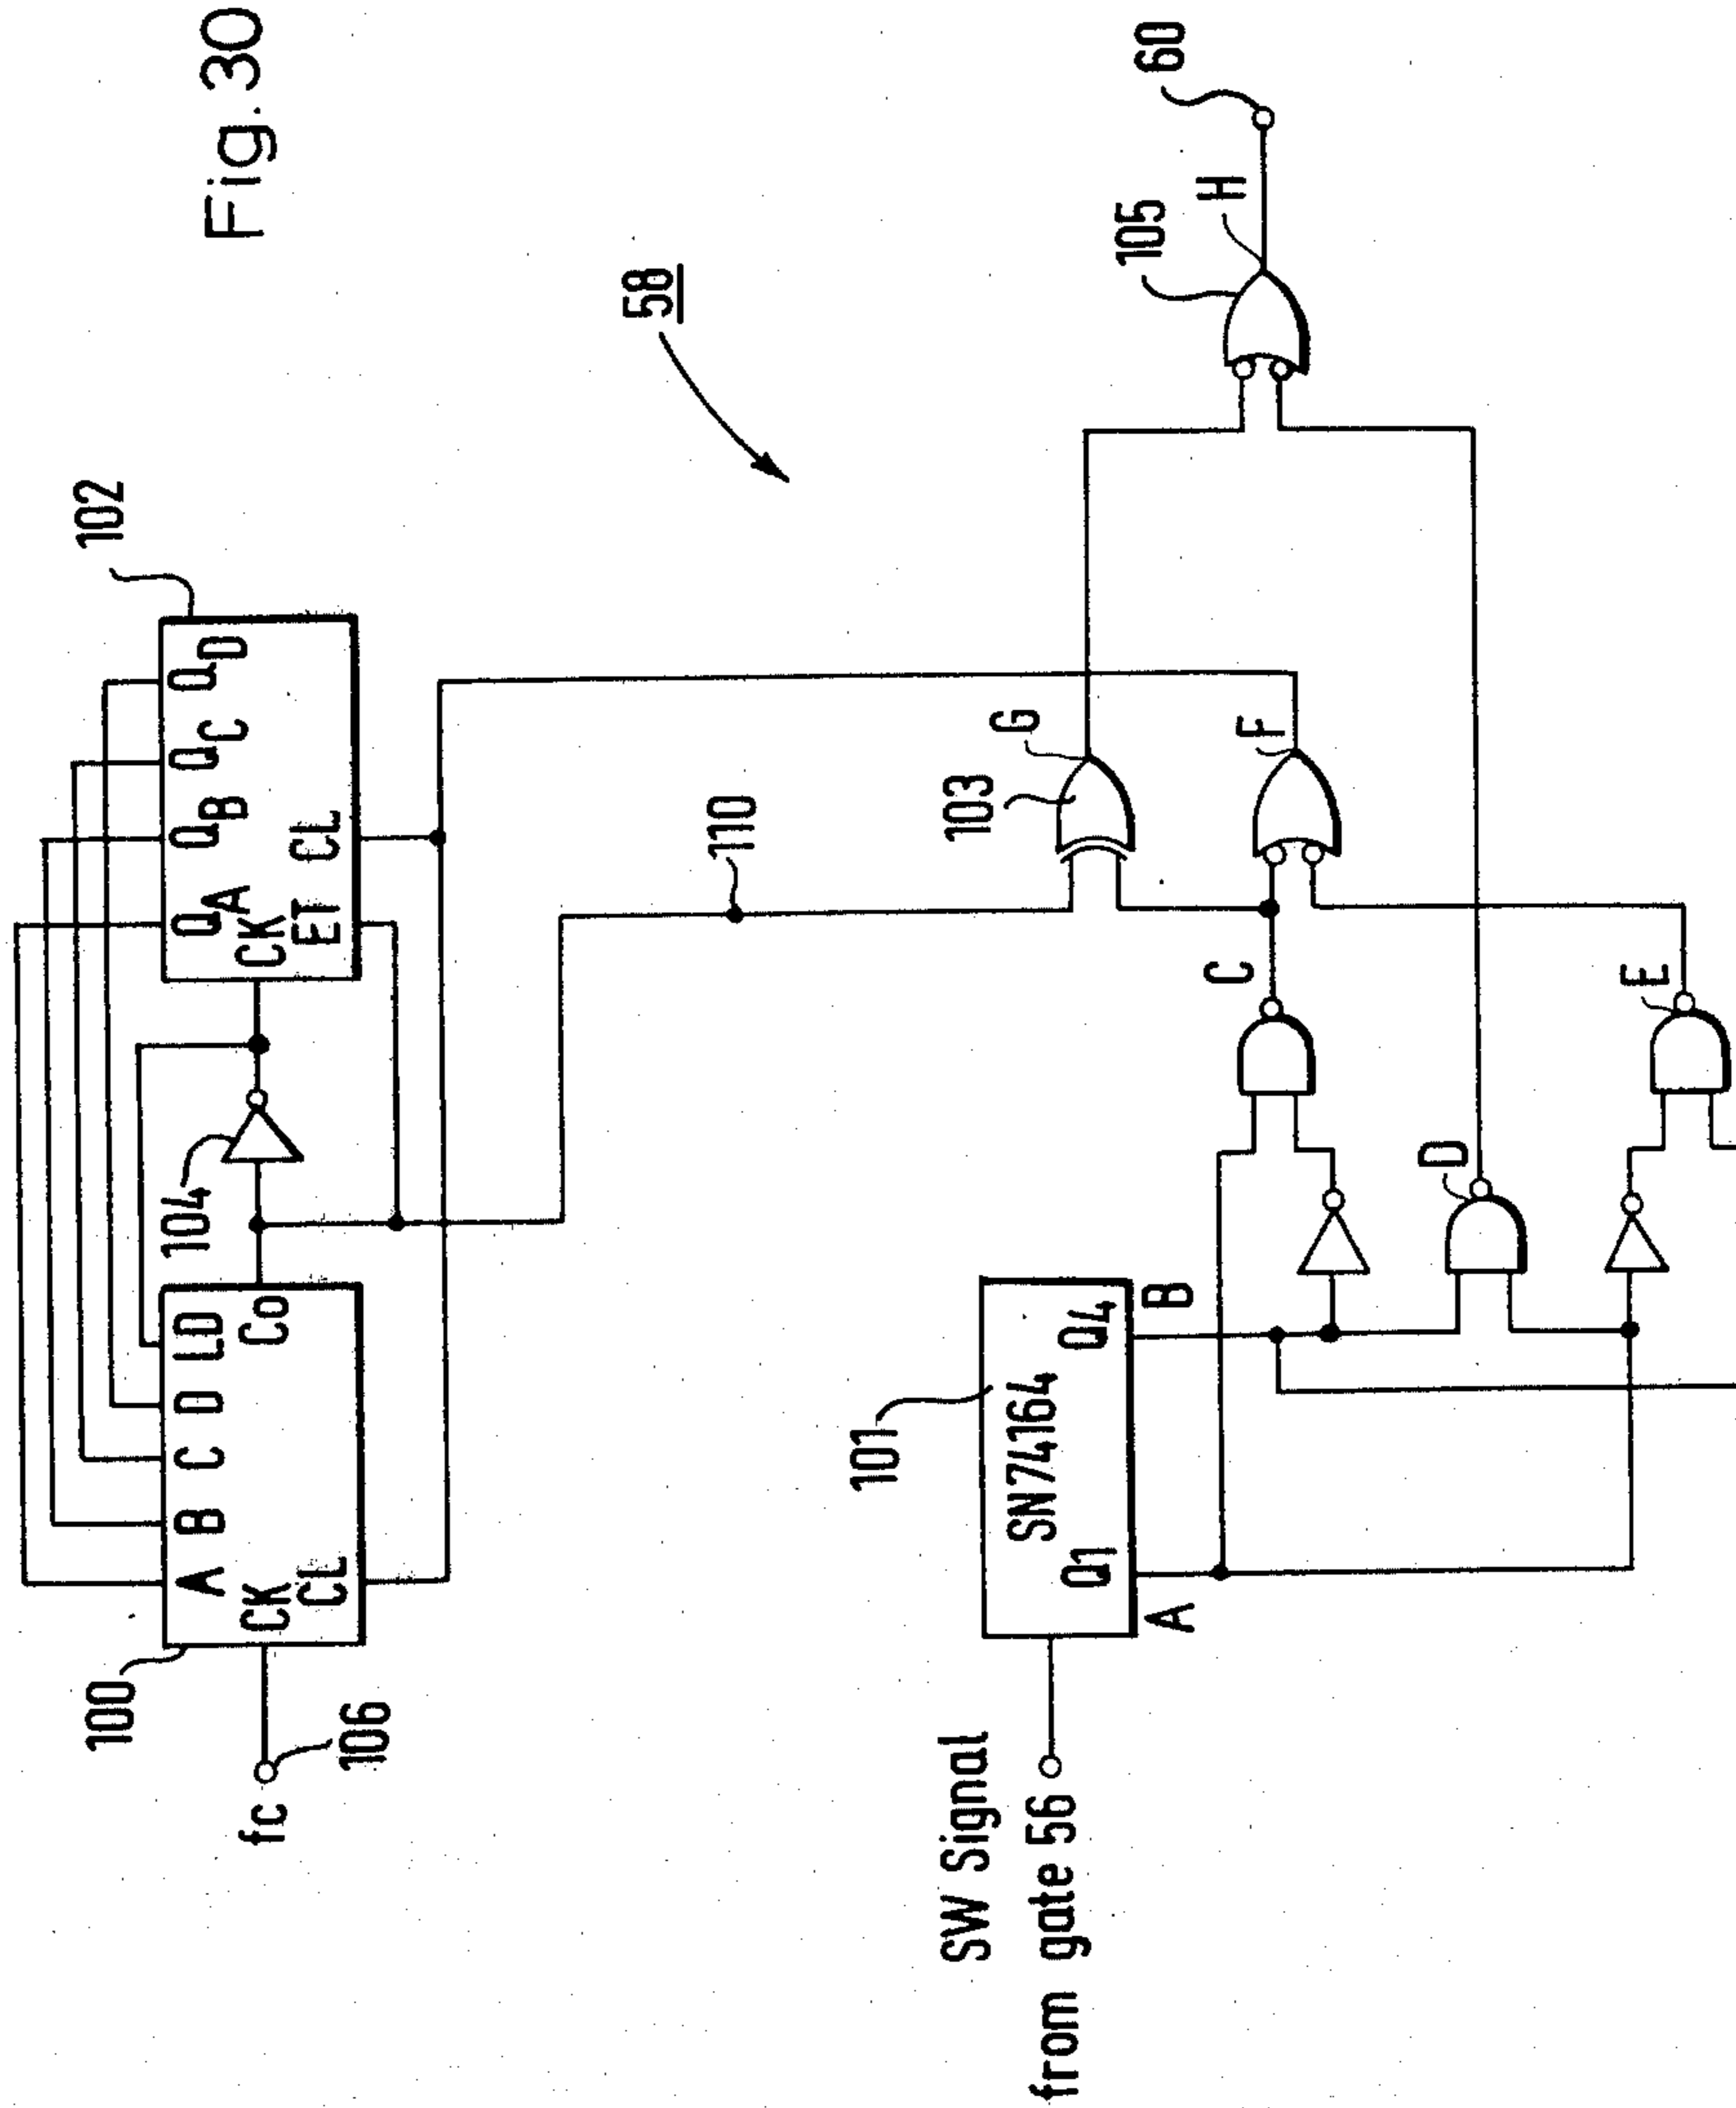 Fig.30
102
QA QB QC QD
CK
ET CL
104
A B C D LD
CK Co
CL
100
fc
106
58
110
103
G
105
H
60
F
C
E
D
101
SN74164
Q1 Q4
A B
SW Signal
from gate 56